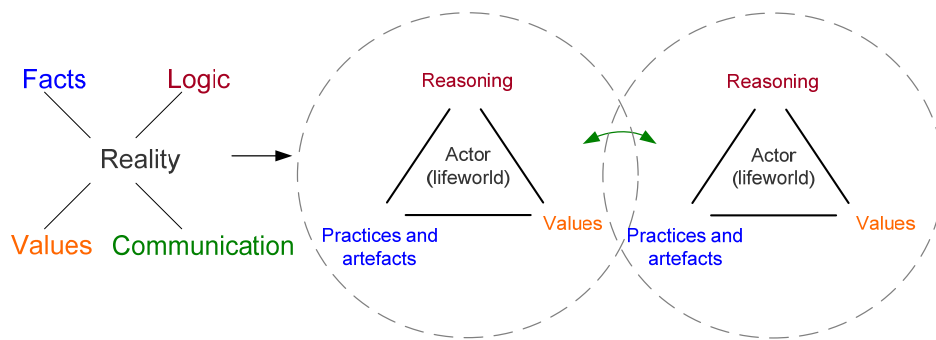 Facts
Logic
Reality
Values
Communication
Reasoning
Actor
(lifeworld)
Practices and
artefacts
Values
Reasoning
Actor
(lifeworld)
Practices and
artefacts
Values